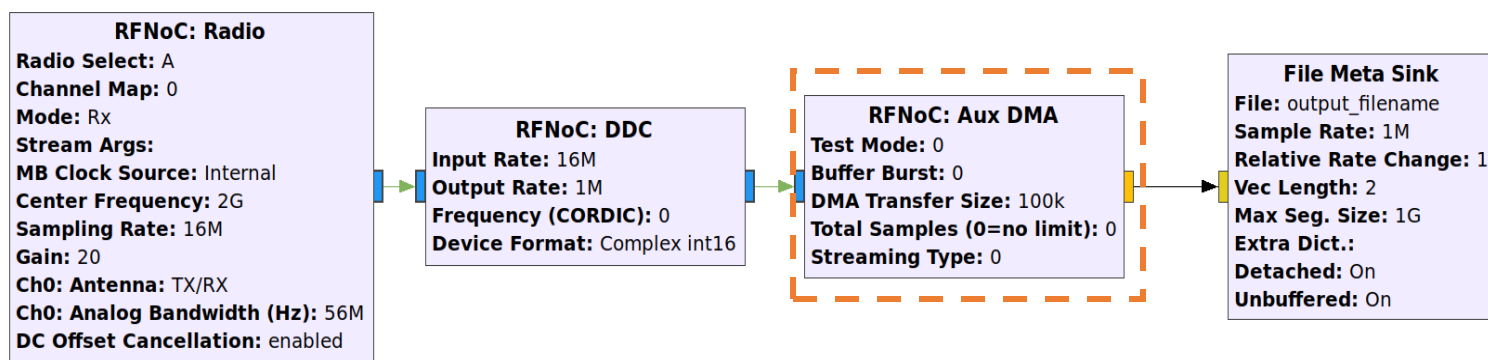 RFNoC: Radio
Radio Select: A
Channel Map: 0
Mode: Rx
Stream Args:
MB Clock Source: Internal
Center Frequency: 2G
Sampling Rate: 16M
Gain: 20
Ch0: Antenna: TX/RX
Ch0: Analog Bandwidth (Hz): 56M
DC Offset Cancellation: enabled
RFNoC: DDC
Input Rate: 16M
Output Rate: 1M
Frequency (CORDIC): 0
Device Format: Complex int16
RFNoC: Aux DMA
Test Mode: 0
Buffer Burst: 0
DMA Transfer Size: 100k
Total Samples (0=no limit): 0
Streaming Type: 0
File Meta Sink
File: output_filename
Sample Rate: 1M
Relative Rate Change: 1
Vec Length: 2
Max Seg. Size: 1G
Extra Dict.:
Detached: On
Unbuffered: On